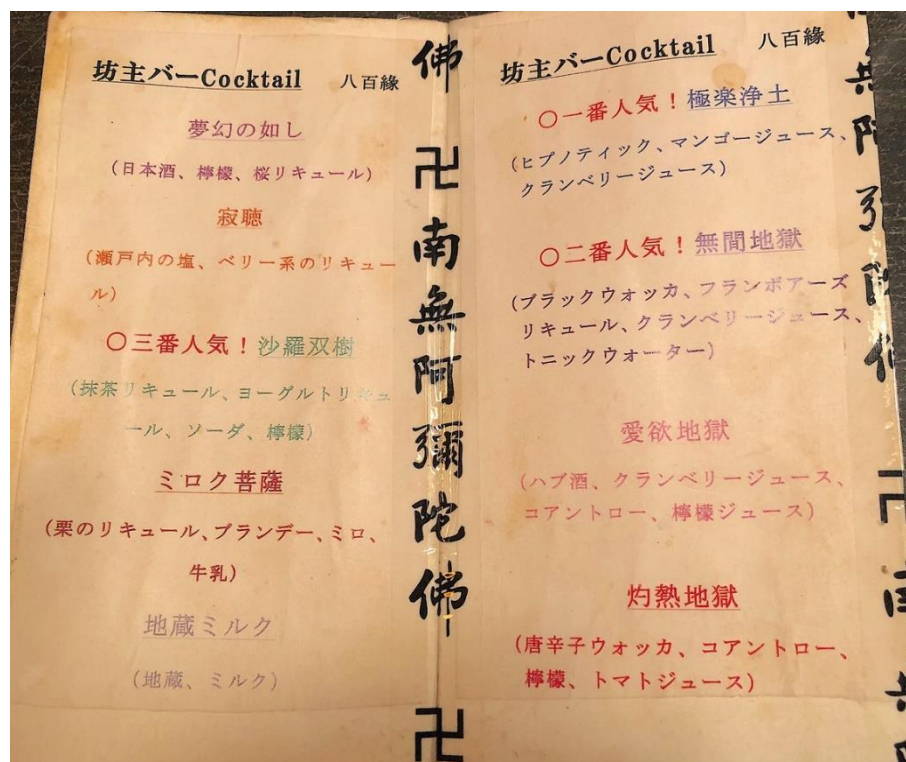 坊主バーCocktail 八百縁
夢幻の如し
(日本酒、檸檬、桜リキュール)
寂聴
(瀬戸内の塩、ベリー系のリキュー
ル)
〇三番人気！沙羅双樹
(抹茶リキュール、ヨーグルトリキュ
ール、ソーダ、檸檬)
ミロク菩薩
(栗のリキュール、ブランデー、ミロ、
牛乳)
地蔵ミルク
(地蔵、ミルク)
佛
卍
南無阿彌陀佛
卍
坊主バーCocktail 八百縁
〇一番人気！極楽浄土
(ヒプノティック、マンゴージュース、
クランベリージュース)
〇二番人気！無間地獄
(ブラックウォッカ、フランボアーズ
リキュール、クランベリージュース、
トニックウォーター)
愛欲地獄
(ハブ酒、クランベリージュース、
コアントロー、檸檬ジュース)
灼熱地獄
(唐辛子ウォッカ、コアントロー、
檸檬、トマトジュース)